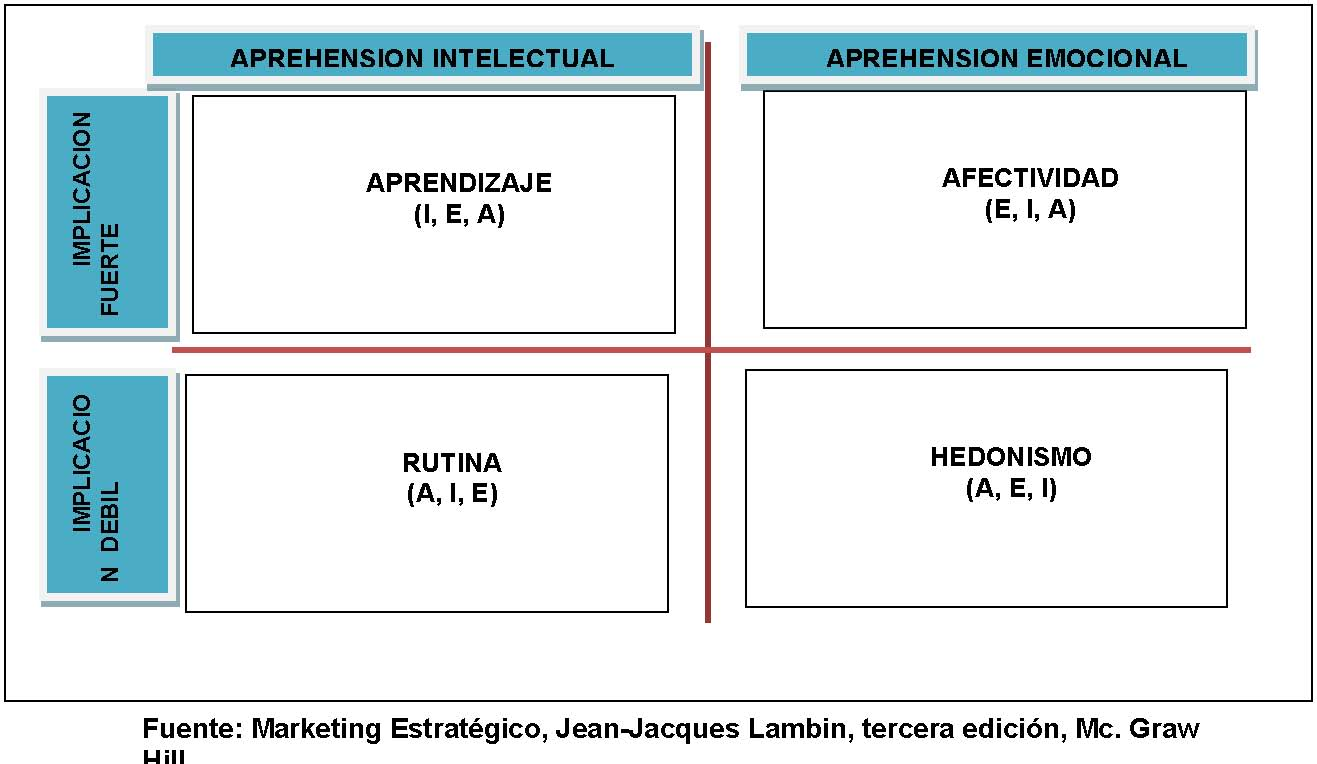 APREHENSION INTELECTUAL
APREHENSION EMOCIONAL
IMPLICACION
FUERTE
APRENDIZAJE
(I, E, A)
AFECTIVIDAD
(E, I, A)
IMPLICACIO
N DEBIL
RUTINA
(A, I, E)
HEDONISMO
(A, E, I)
Fuente: Marketing Estratégico, Jean-Jacques Lambin, tercera edición, Mc. Graw
Hill